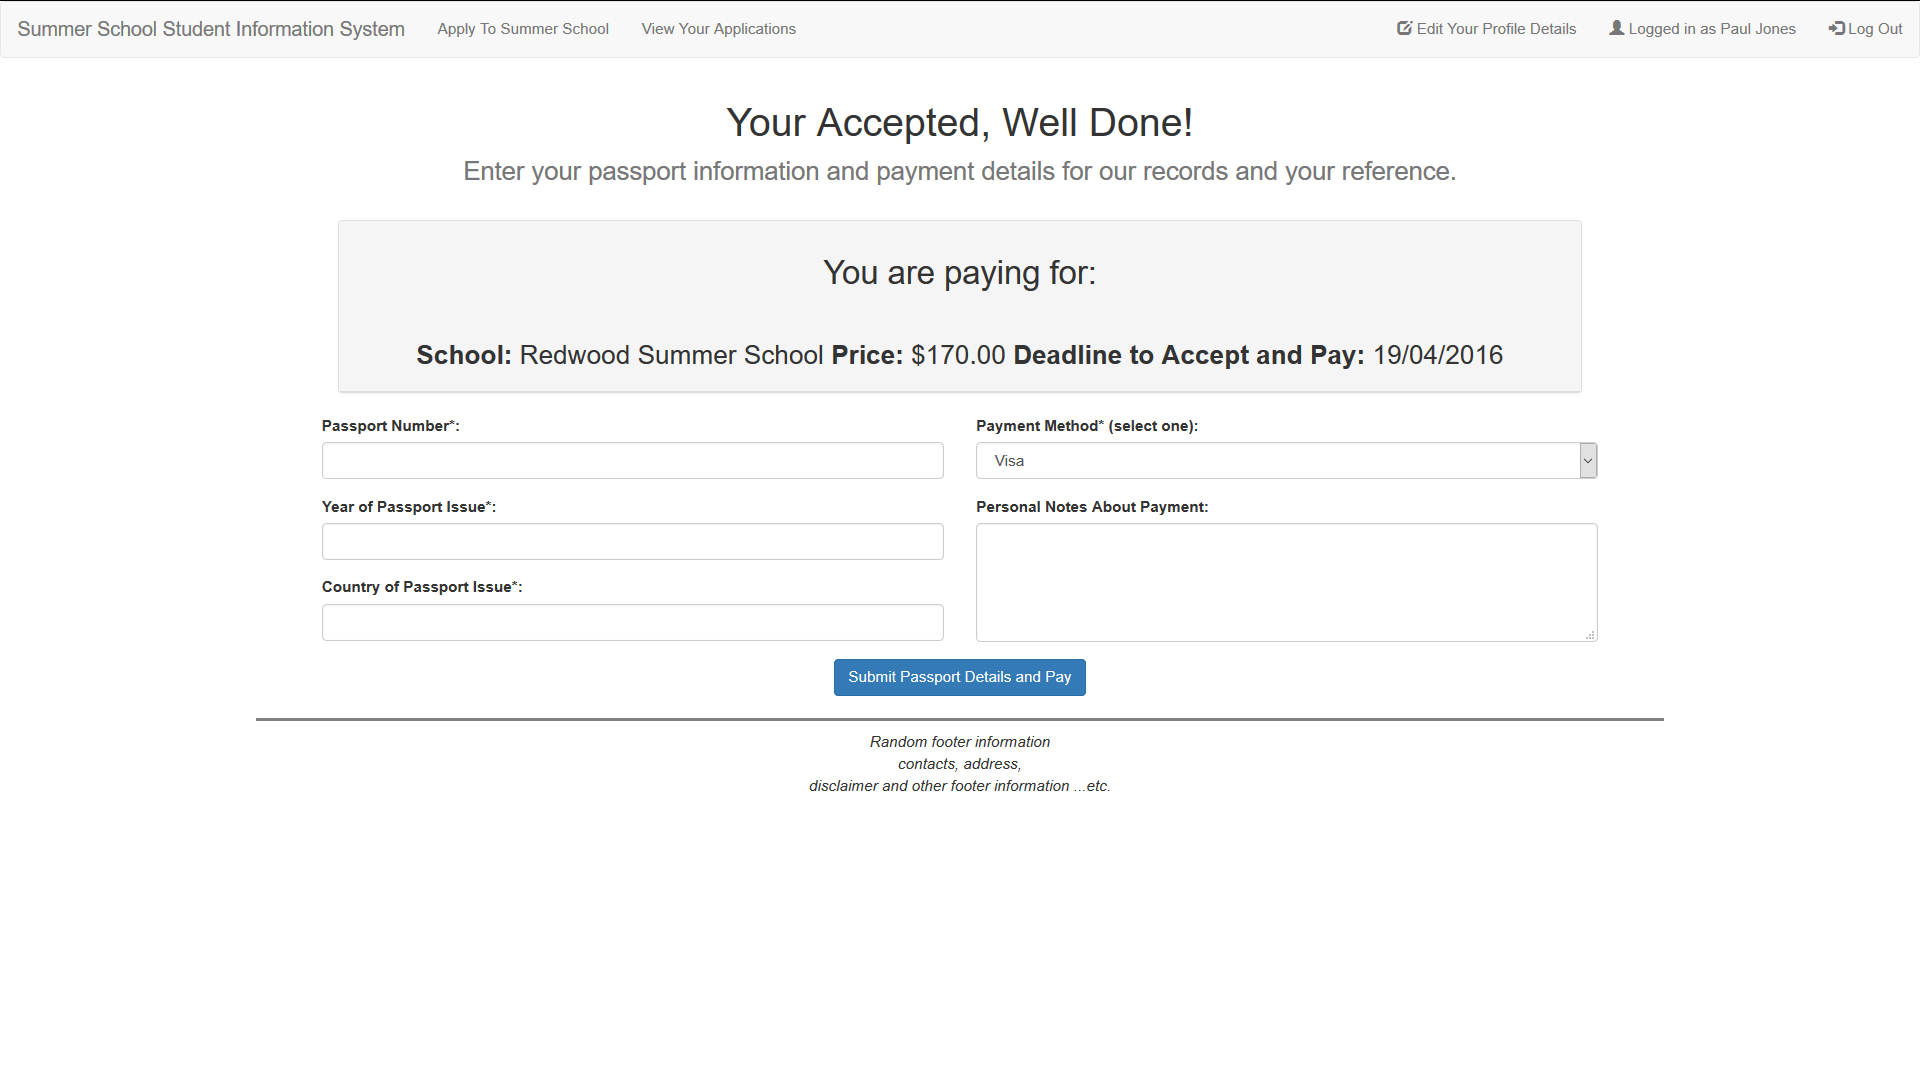 Summer School Student Information System Apply To Summer School View Your Applications Edit Your Profile Details Logged in as Paul Jones Log Out
Your Accepted, Well Done!
Enter your passport information and payment details for our records and your reference.
You are paying for:
School: Redwood Summer School Price: $170.00 Deadline to Accept and Pay: 19/04/2016
Passport Number*:
Payment Method* (select one):
Visa
Year of Passport Issue*:
Personal Notes About Payment:
Country of Passport Issue*:
Submit Passport Details and Pay
Random footer information
contacts, address,
disclaimer and other footer information ...etc.